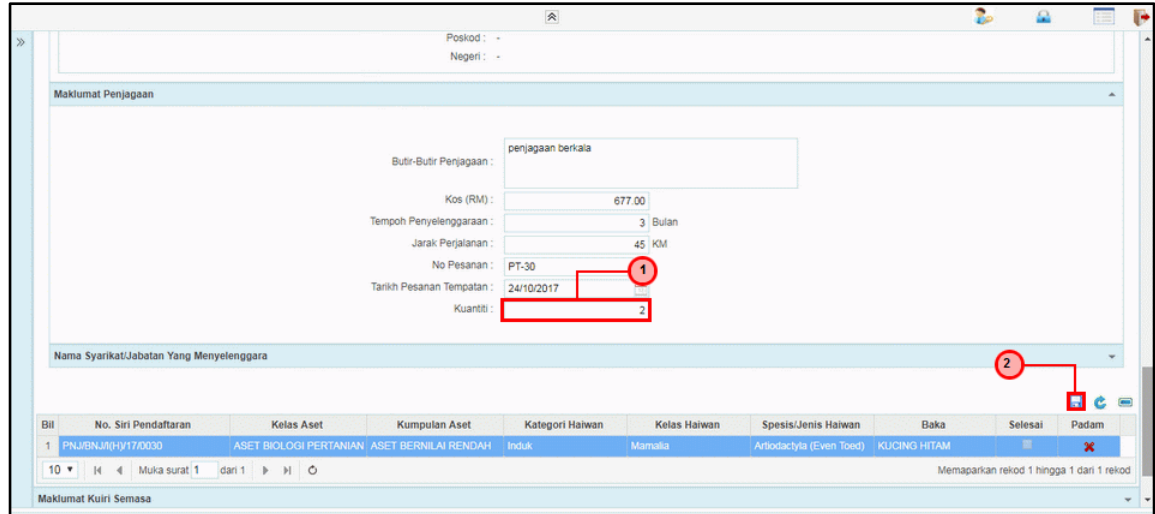 Poskod : -
Negeri : -
Maklumat Penjagaan
Butir-Butir Penjagaan : penjagaan berkala
Kos (RM) : 677.00
Tempoh Penyelenggaraan : 3 Bulan
Jarak Perjalanan : 45 KM
No Pesanan : PT-30
1
Tarikh Pesanan Tempatan : 24/10/2017
Kuantiti : 2
Nama Syarikat/Jabatan Yang Menyelenggara
2
Bil No. Siri Pendaftaran Kelas Aset Kumpulan Aset Kategori Haiwan Kelas Haiwan Spesis/Jenis Haiwan Baka Selesai Padam
1 PNJ/BNJ/I(H)/17/0030 ASET BIOLOGI PERTANIAN ASET BERNILAI RENDAH Induk Mamalia Artiodactyla (Even Toed) KUCING HITAM
10 Muka surat 1 dari 1 Memaparkan rekod 1 hingga 1 dari 1 rekod
Maklumat Kuiri Semasa